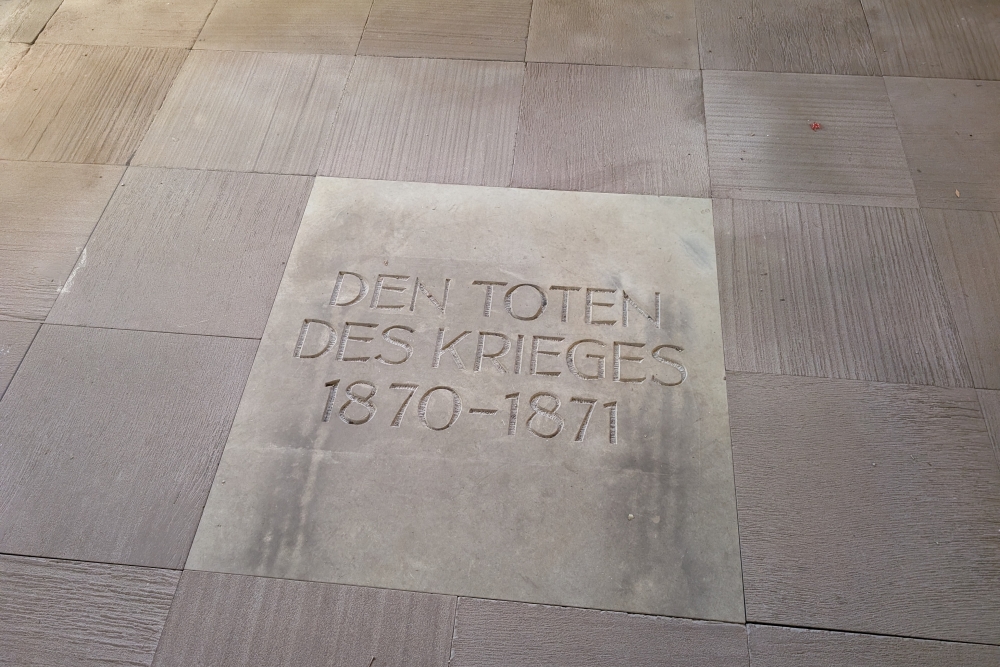 DEN TOTEN
DES KRIEGES
1870-1871